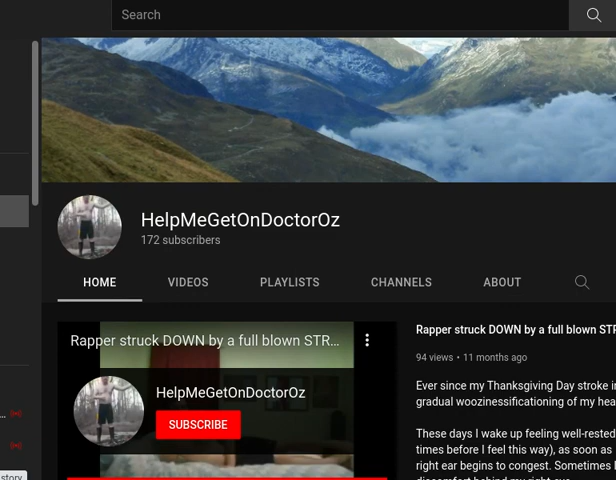 Search
HelpMeGetOnDoctorOz
172 subscribers
HOME VIDEOS PLAYLISTS CHANNELS ABOUT
Rapper struck DOWN by a full blown STR...
HelpMeGetOnDoctorOz
SUBSCRIBE
Rapper struck DOWN by a full blown
94 views • 11 months ago
Ever since my Thanksgiving Day stroke
gradual woozinessification of my
These days I wake up feeling well-rested
times before I feel this way), as soon as
right ear begins to congest. Sometimes
story